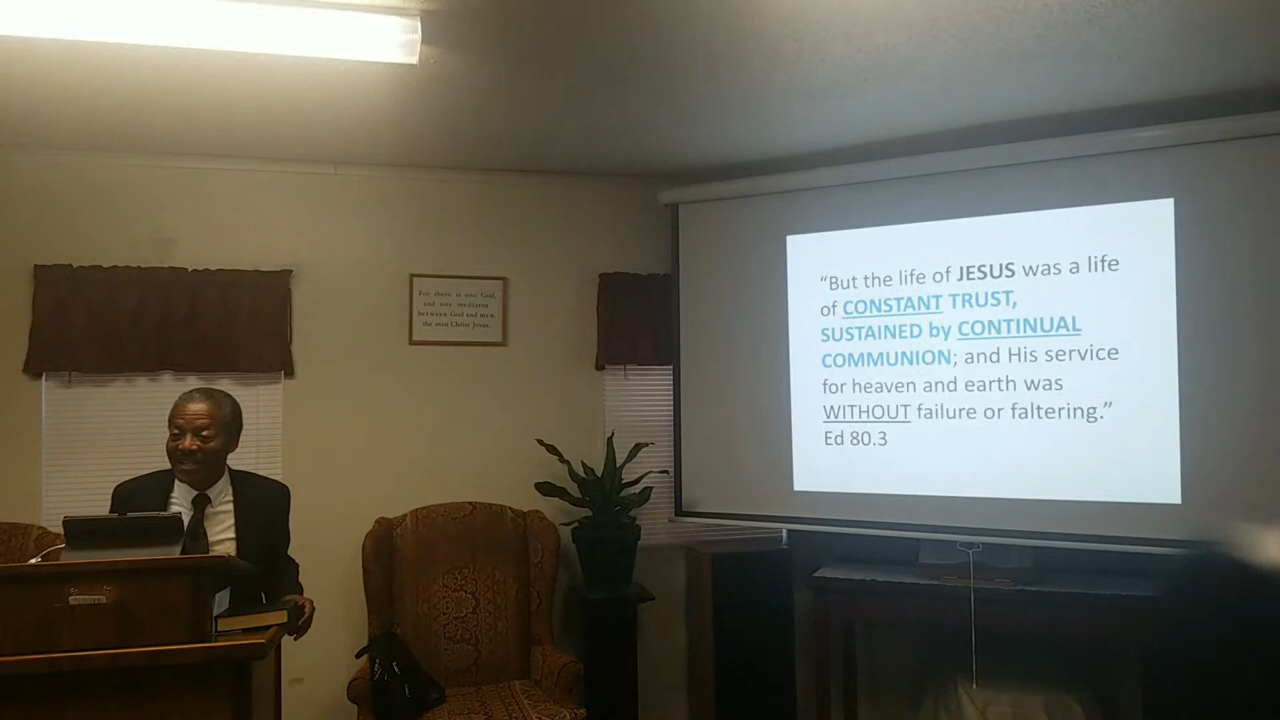 For there is one God,
and one mediator
between God and men,
the man Christ Jesus;
“But the life of JESUS was a life
of CONSTANT TRUST,
SUSTAINED by CONTINUAL
COMMUNION; and His service
for heaven and earth was
WITHOUT failure or faltering.”
Ed 80.3